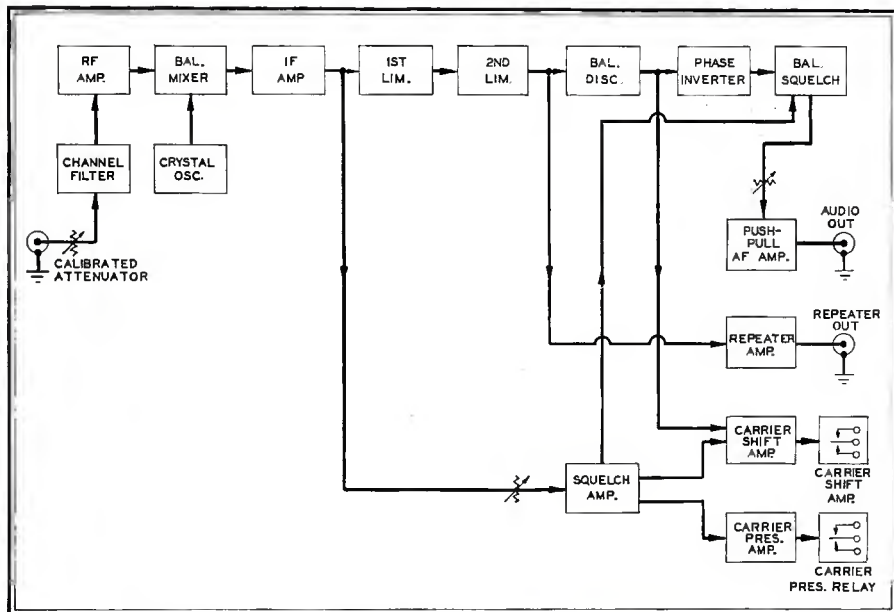 RF
AMP.
BAL.
MIXER
IF
AMP
1ST
LIM.
2ND
LIM.
BAL.
DISC.
PHASE
INVERTER
BAL.
SQUELCH
CHANNEL
FILTER
CRYSTAL
OSC.
CALIBRATED
ATTENUATOR
PUSH-
PULL
AF AMP.
AUDIO
OUT
REPEATER
AMP.
REPEATER
OUT
SQUELCH
AMP.
CARRIER
SHIFT
AMP
CARRIER
SHIFT
AMP.
CARRIER
PRES.
AMP.
CARRIER
PRES. RELAY